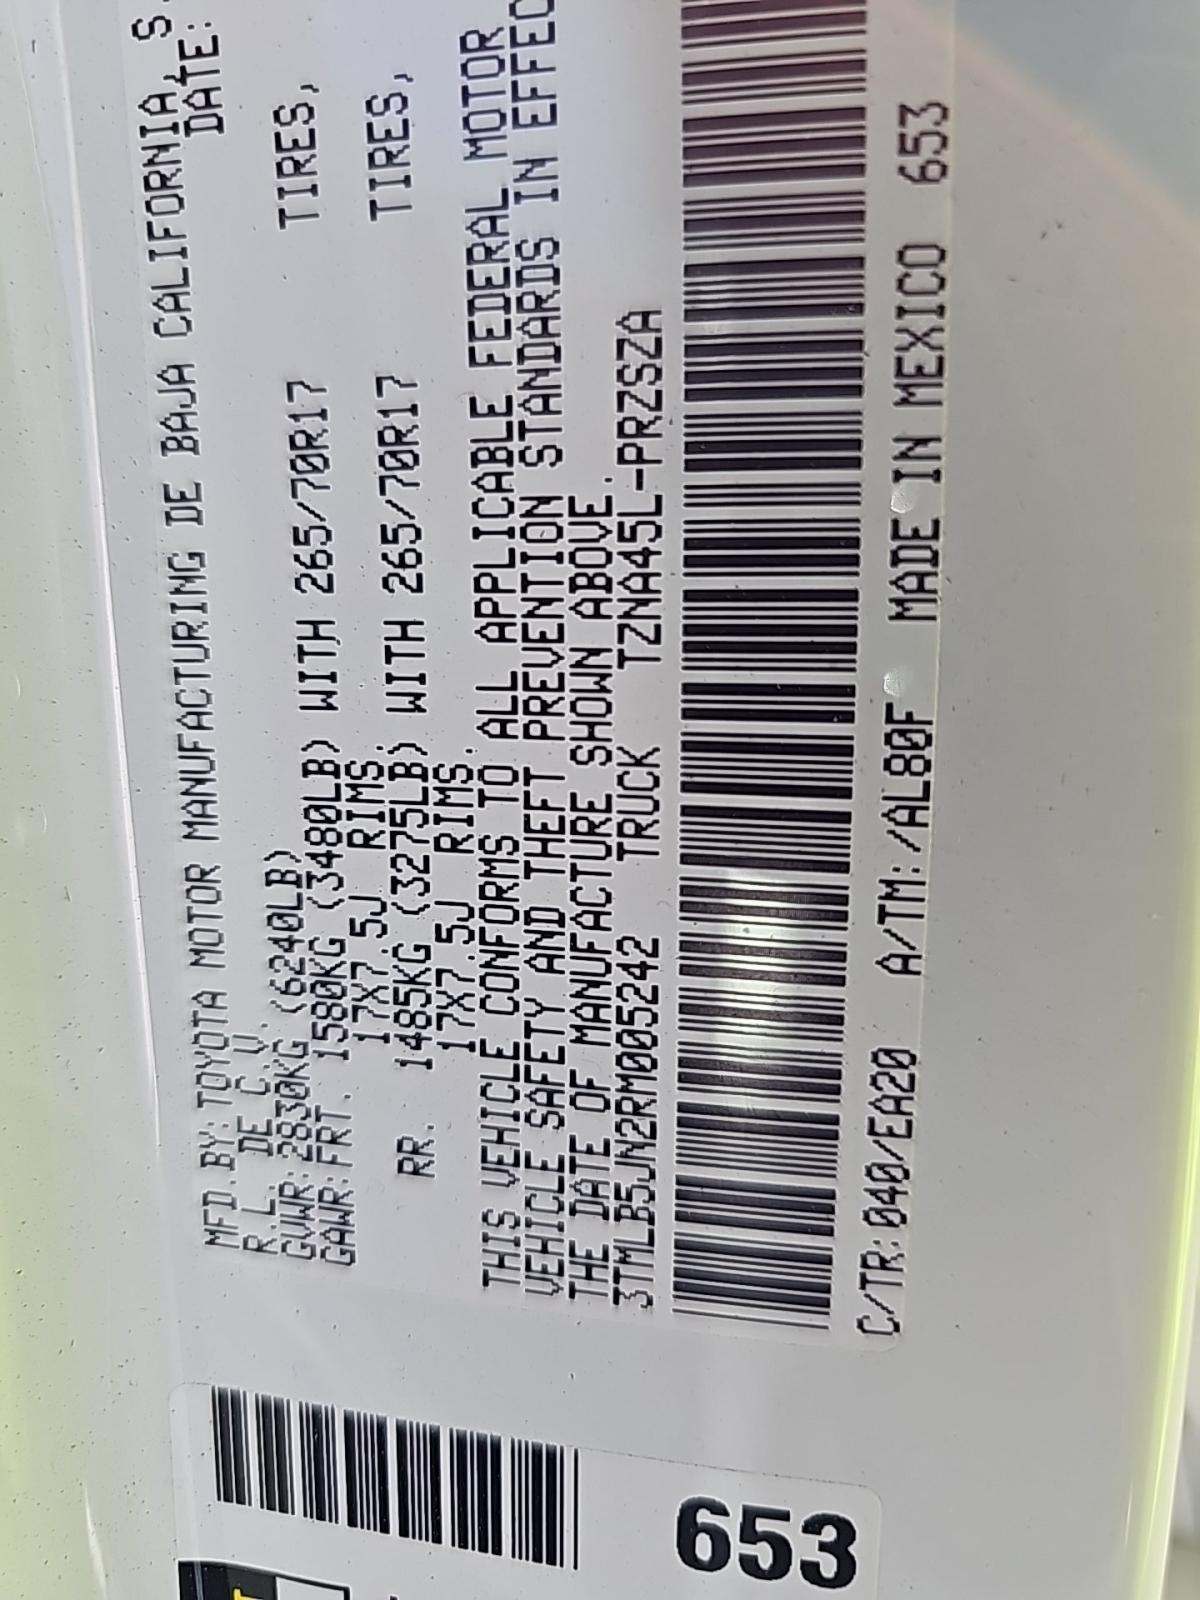 MFD.BY:TOYOTA MOTOR MANUFACTURING DE BAJA CALIFORNIA, S.
R.L. DE C.V. DATE:
GVWR:2830KG (6240LB)
GAWR:FRT. 1580KG (3480LB) WITH 265/70R17 TIRES,
17X7.5J RIMS.
RR. 1485KG (3275LB) WITH 265/70R17 TIRES,
17X7.5J RIMS.
THIS VEHICLE CONFORMS TO ALL APPLICABLE FEDERAL MOTOR
VEHICLE SAFETY AND THEFT PREVENTION STANDARDS IN EFFEC
THE DATE OF MANUFACTURE SHOWN ABOVE.
3TMLB5JN2RM005242 TRUCK TZNA45L-PRZSZA
C/TR:040/EA20 A/TM:/AL80F MADE IN MEXICO 653
653